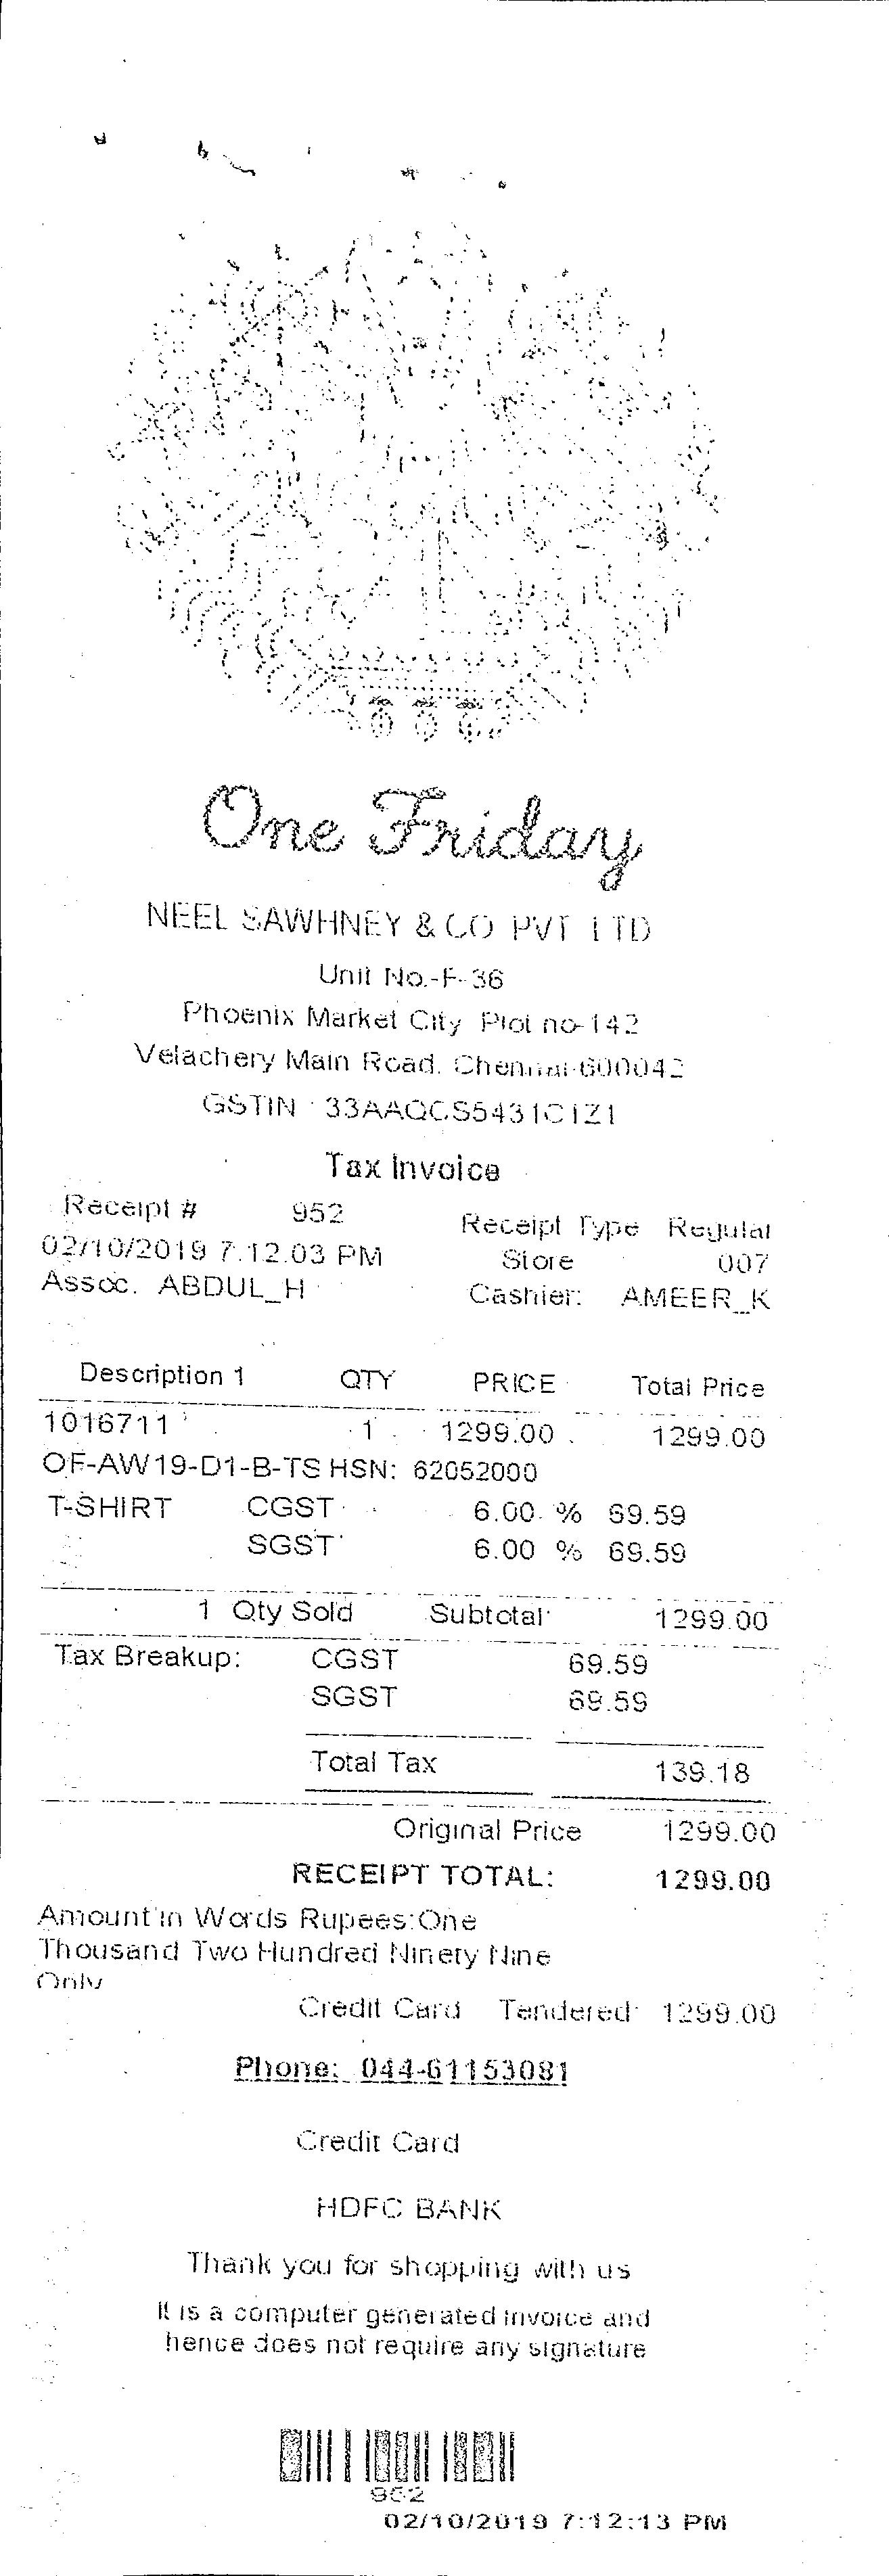 One Friday
NEEL SAWHNEY & CO PVT LTD
Unit No.-F-36
Phoenix Market City Plot no-142
Velachery Main Road, Chennai-600042
GSTIN : 33AAQCS5431C1Z1
Tax Invoice
Receipt # 952 Receipt Type Regular
02/10/2019 7:12:03 PM Store 007
Assoc. ABDUL_H Cashier: AMEER_K
Description 1 QTY PRICE Total Price
1016711 1 1299.00 1299.00
OF-AW19-D1-B-TS HSN: 62052000
T-SHIRT CGST 6.00 % 69.59
SGST 6.00 % 69.59
1 Qty Sold Subtotal: 1299.00
Tax Breakup: CGST 69.59
SGST 69.59
Total Tax 139.18
Original Price 1299.00
RECEIPT TOTAL: 1299.00
Amount in Words Rupees:One
Thousand Two Hundred Ninety Nine
Only
Credit Card Tendered: 1299.00
Phone: 044-61153081
Credit Card
HDFC BANK
Thank you for shopping with us
It is a computer generated invoice and
hence does not require any signature
952
02/10/2019 7:12:13 PM